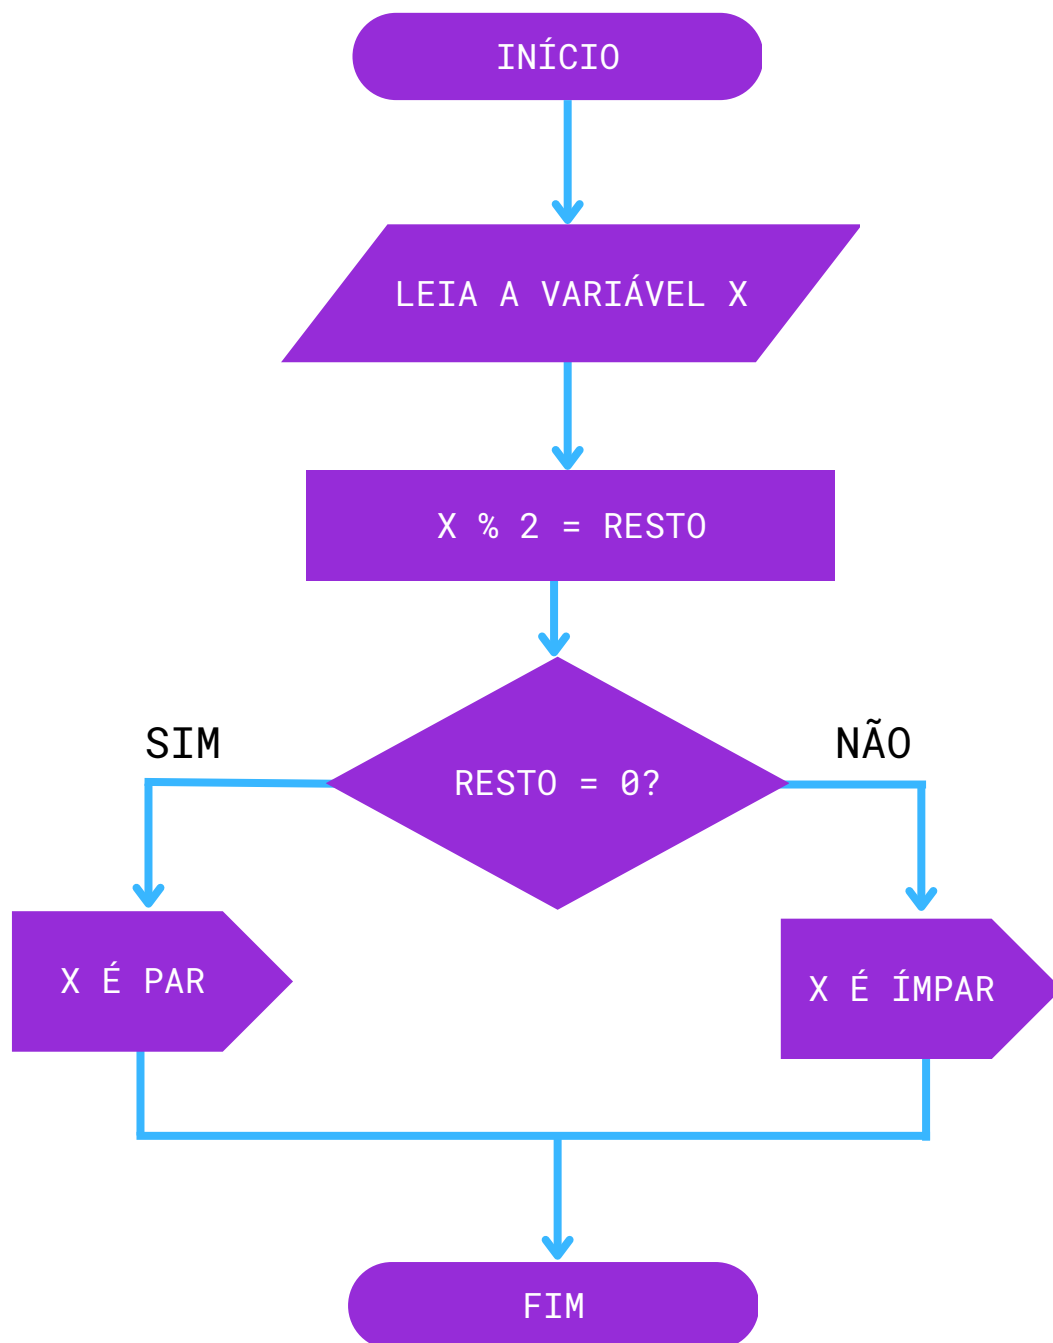 INÍCIO
LEIA A VARIÁVEL X
X % 2 = RESTO
SIM
NÃO
RESTO = 0?
X É PAR
X É ÍMPAR
FIM